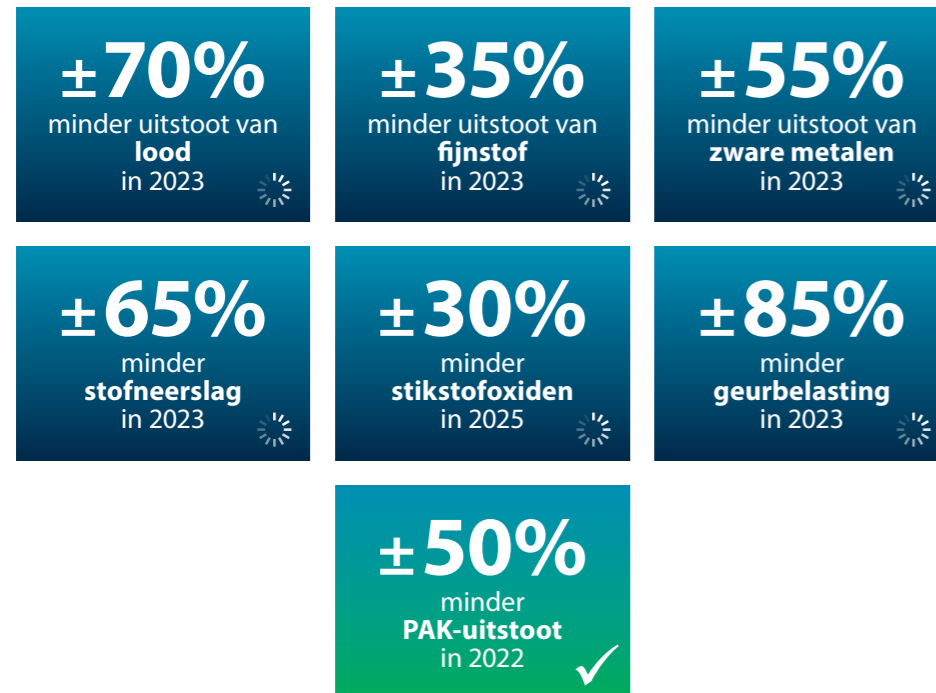 ±70%
minder uitstoot van
lood
in 2023
±35%
minder uitstoot van
fijnstof
in 2023
±55%
minder uitstoot van
zware metalen
in 2023
±65%
minder
stofneerslag
in 2023
±30%
minder
stikstofoxiden
in 2025
±85%
minder
geurbelasting
in 2023
±50%
minder
PAK-uitstoot
in 2022